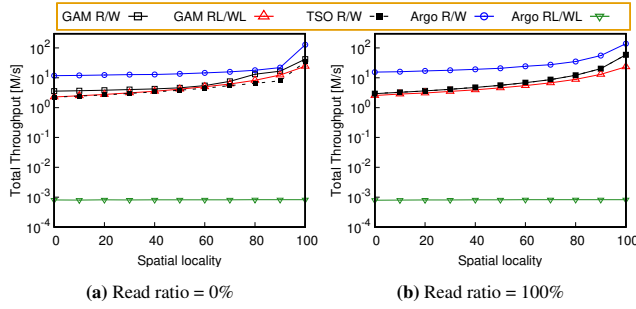 GAM R/W GAM RL/WL TSO R/W Argo R/W Argo RL/WL
Total Throughput [M/s]
10^2
10^1
10^0
10^-1
10^-2
10^-3
10^-4
0 20 40 60 80 100
Spatial locality
(a) Read ratio = 0%
Total Throughput [M/s]
10^2
10^1
10^0
10^-1
10^-2
10^-3
10^-4
0 20 40 60 80 100
Spatial locality
(b) Read ratio = 100%